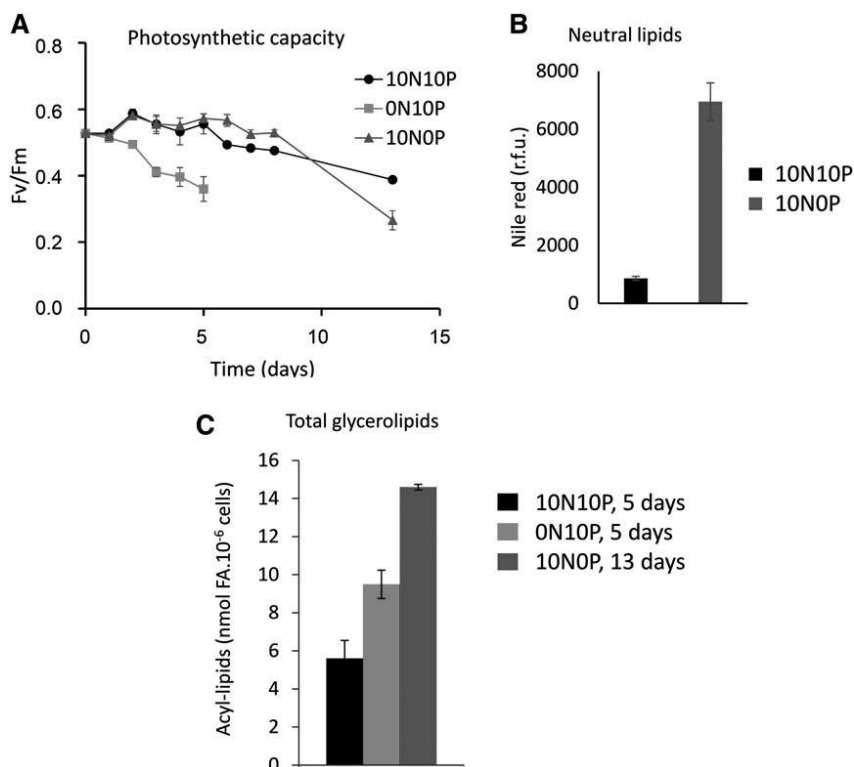 A
Photosynthetic capacity
0.8
0.6
0.4
0.2
0.0
Fv/Fm
0 5 10 15
Time (days)
10N10P
0N10P
10N0P
B
Neutral lipids
8000
6000
4000
2000
0
Nile red (r.f.u.)
10N10P
10N0P
C
Total glycerolipids
16
14
12
10
8
6
4
2
0
Acyl-lipids (nmol FA.10⁻⁶ cells)
10N10P, 5 days
0N10P, 5 days
10N0P, 13 days